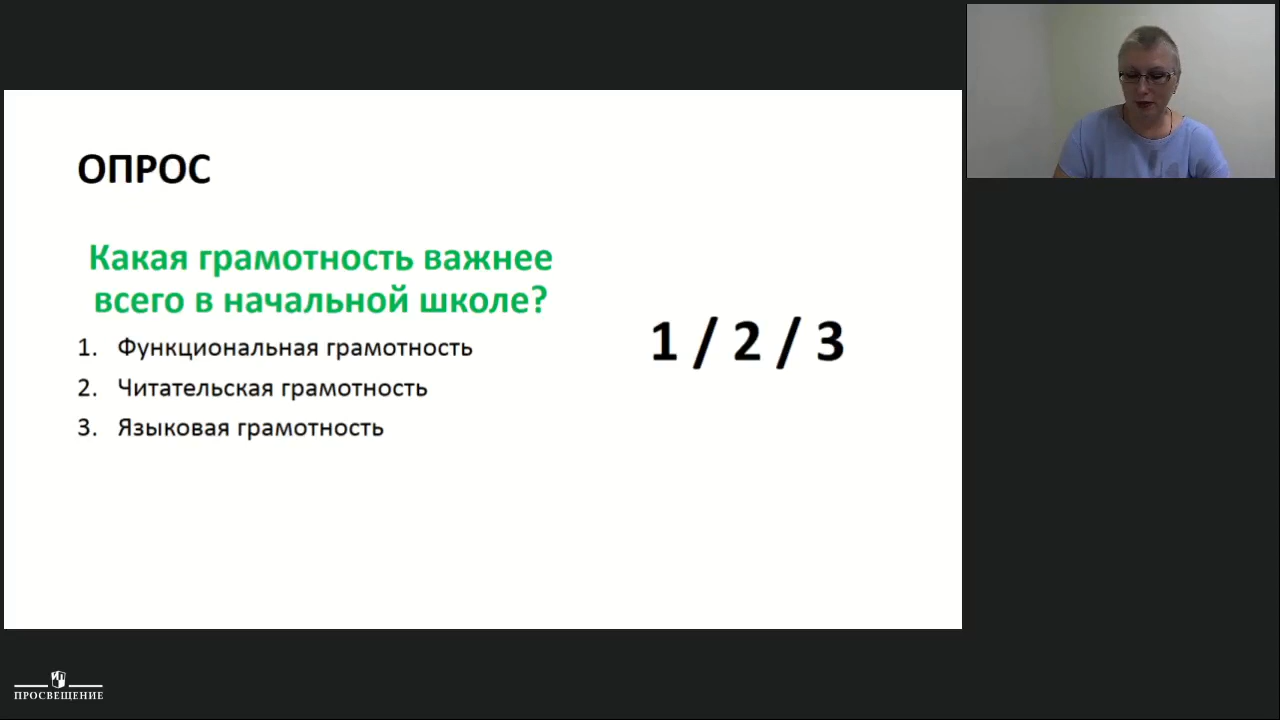 ОПРОС
Какая грамотность важнее
всего в начальной школе?
1. Функциональная грамотность
2. Читательская грамотность
3. Языковая грамотность
1 / 2 / 3
ПРОСВЕЩЕНИЕ